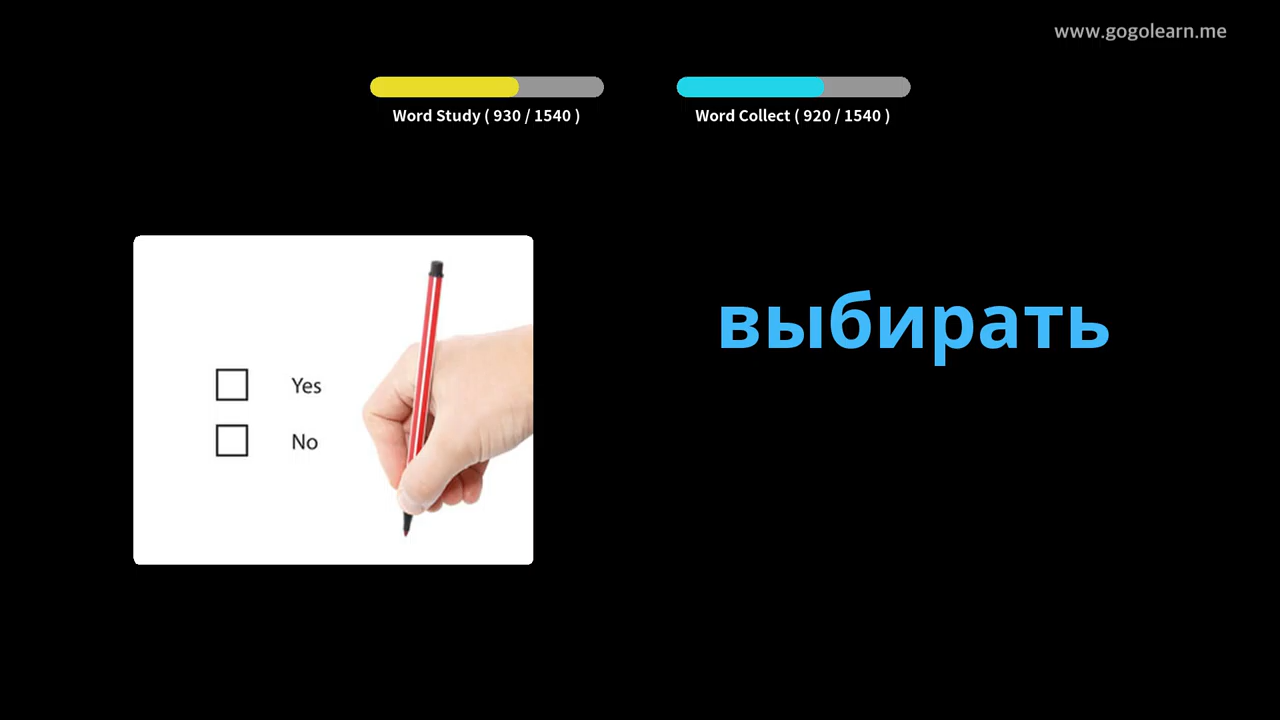 www.gogolearn.me
Word Study ( 930 / 1540 )
Word Collect ( 920 / 1540 )
выбирать
Yes
No